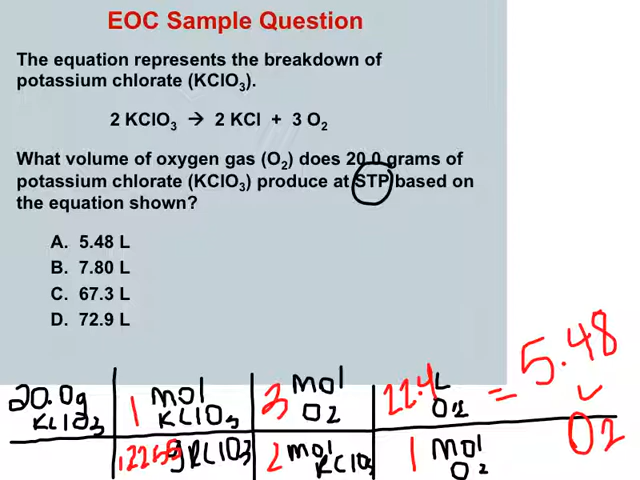 EOC Sample Question
The equation represents the breakdown of
potassium chlorate (KClO₃).
2 KClO₃ → 2 KCl + 3 O₂
What volume of oxygen gas (O₂) does 20.0 grams of
potassium chlorate (KClO₃) produce at STP based on
the equation shown?
A. 5.48 L
B. 7.80 L
C. 67.3 L
D. 72.9 L
20.0g KClO₃ | 1 mol KClO₃ | 3 mol O₂ | 22.4 L O₂ = 5.48 L O₂
122.55 g KClO₃ | 2 mol KClO₃ | 1 mol O₂